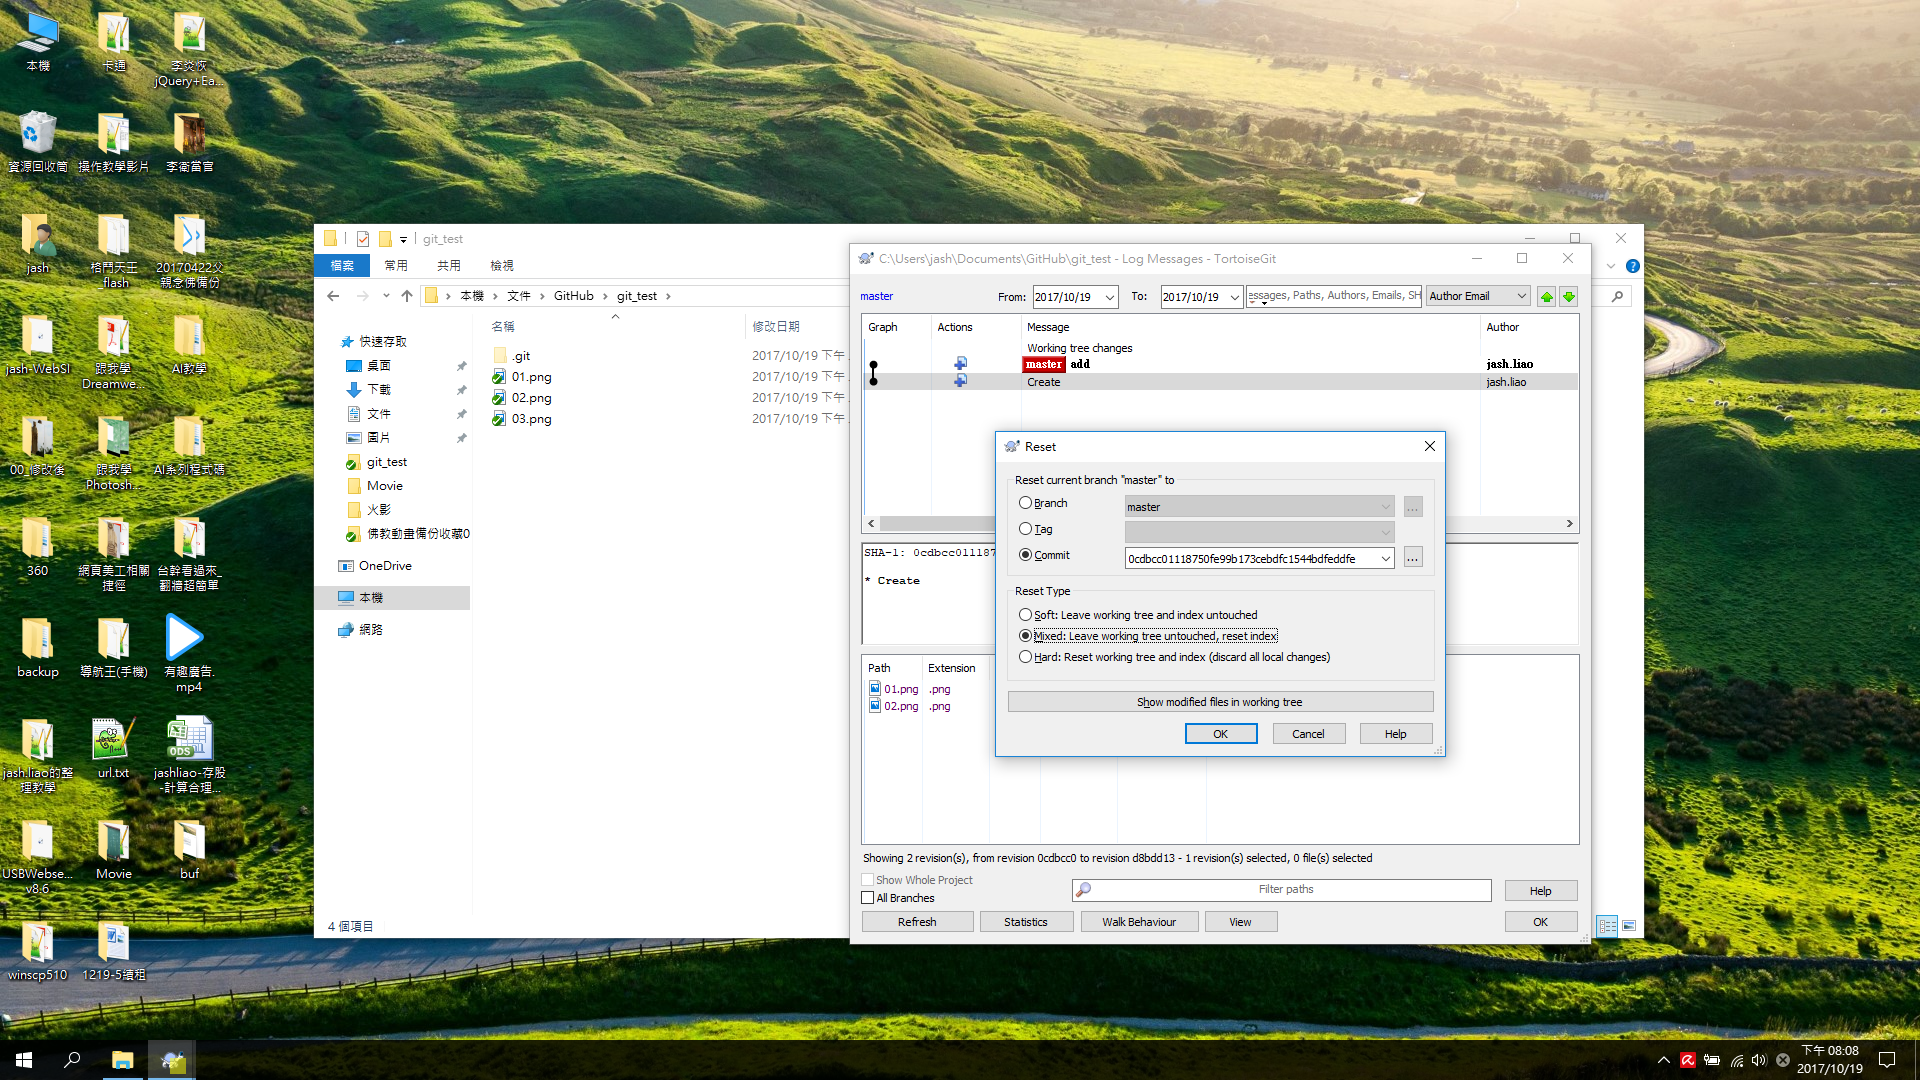 本機
卡通
李炎恢
jQuery+Ea...
資源回收筒
操作教學影片
李衛當官
jash
格鬥天王
_flash
20170422父
親念佛備份
jash-WebSI
跟我學
Dreamwe...
AI教學
00_修改後
跟我學
Photosh...
AI系列程式碼
360
網頁美工相關
捷徑
台幹看過來_
翻牆超簡單
backup
導航王(手機)
有趣廣告.
mp4
jash.liao的整
理教學
url.txt
ODS
jashliao-存股
-計算合理...
USBWebse...
v8.6
Movie
buf
winscp510
1219-5續租
git_test
檔案
常用
共用
檢視
本機
文件
GitHub
git_test
名稱
修改日期
快速存取
桌面
下載
文件
圖片
git_test
Movie
火影
佛教動畫備份收藏0
OneDrive
本機
網路
.git 2017/10/19 下午
01.png 2017/10/19 下午
02.png 2017/10/19 下午
03.png 2017/10/19 下午
4 個項目
C:\Users\jash\Documents\GitHub\git_test - Log Messages - TortoiseGit
master
From: 2017/10/19
To: 2017/10/19
essages, Paths, Authors, Emails, SH
Author Email
Graph Actions Message Author
Working tree changes
master add jash.liao
Create jash.liao
SHA-1: 0cdbcc011187
* Create
Path Extension
01.png .png
02.png .png
Showing 2 revision(s), from revision 0cdbcc0 to revision d8bdd13 - 1 revision(s) selected, 0 file(s) selected
Show Whole Project
All Branches
Filter paths
Help
Refresh
Statistics
Walk Behaviour
View
OK
Reset
Reset current branch "master" to
Branch master ...
Tag
Commit 0cdbcc01118750fe99b173cebdfc1544bdfeddfe ...
Reset Type
Soft: Leave working tree and index untouched
Mixed: Leave working tree untouched, reset index
Hard: Reset working tree and index (discard all local changes)
Show modified files in working tree
OK
Cancel
Help
下午 08:08
2017/10/19